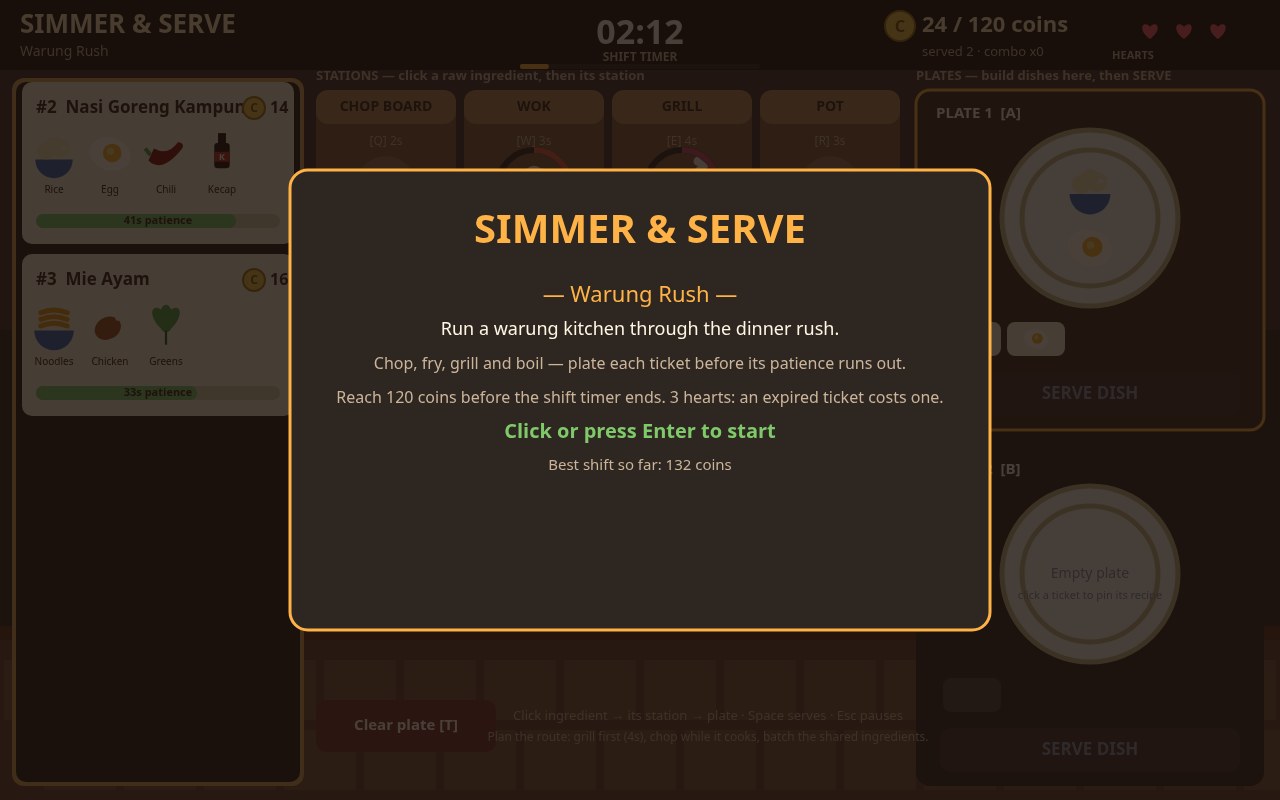 SIMMER & SERVE
Warung Rush
02:12
SHIFT TIMER
C 24 / 120 coins
served 2 · combo x0
HEARTS
STATIONS — click a raw ingredient, then its station
PLATES — build dishes here, then SERVE
#2 Nasi Goreng Kampun C 14
Rice Egg Chili Kecap
K
41s patience
#3 Mie Ayam C 16
Noodles Chicken Greens
33s patience
CHOP BOARD WOK GRILL POT
[Q] 2s [W] 3s [E] 4s [R] 3s
PLATE 1 [A]
SERVE DISH
SIMMER & SERVE
— Warung Rush —
Run a warung kitchen through the dinner rush.
Chop, fry, grill and boil — plate each ticket before its patience runs out.
Reach 120 coins before the shift timer ends. 3 hearts: an expired ticket costs one.
Click or press Enter to start
Best shift so far: 132 coins
[B]
Empty plate
click a ticket to pin its recipe
SERVE DISH
Clear plate [T]
Click ingredient → its station → plate · Space serves · Esc pauses
Plan the route: grill first (4s), chop while it cooks, batch the shared ingredients.